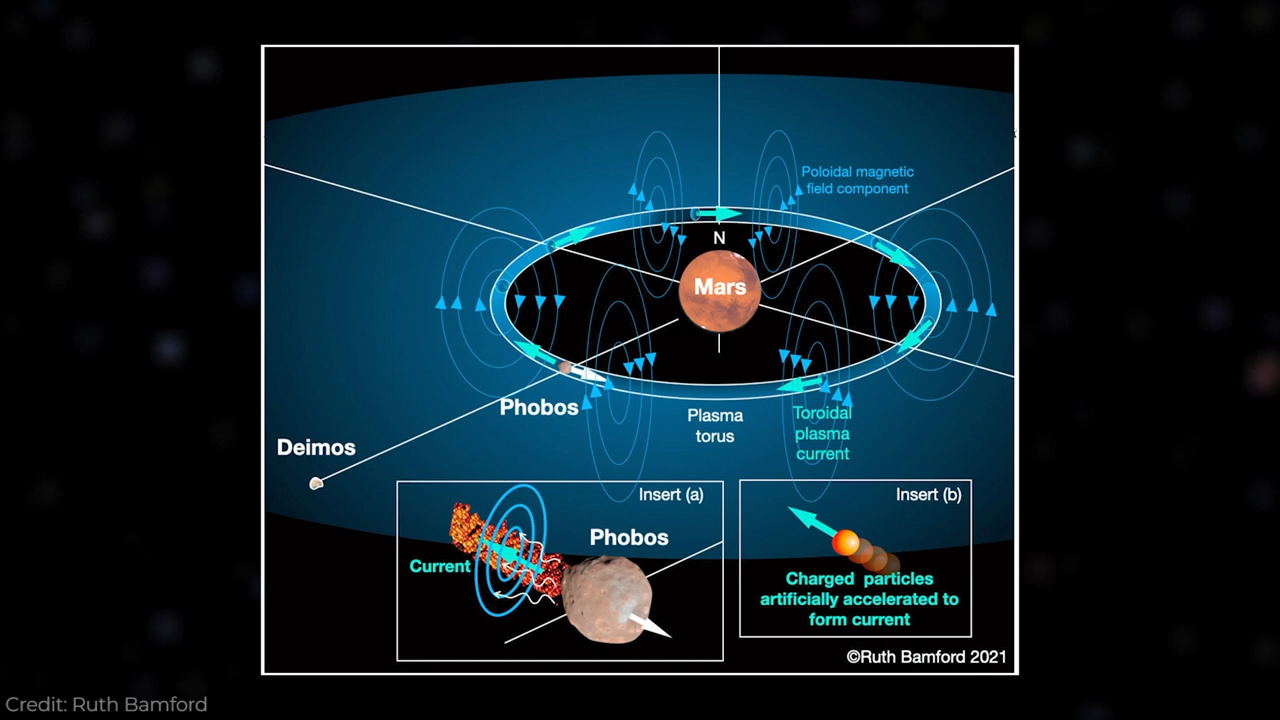 Poloidal magnetic
field component
N
Mars
Phobos
Plasma
torus
Toroidal
plasma
current
Deimos
Insert (a)
Phobos
Current
Insert (b)
Charged particles
artificially accelerated to
form current
©Ruth Bamford 2021
Credit: Ruth Bamford